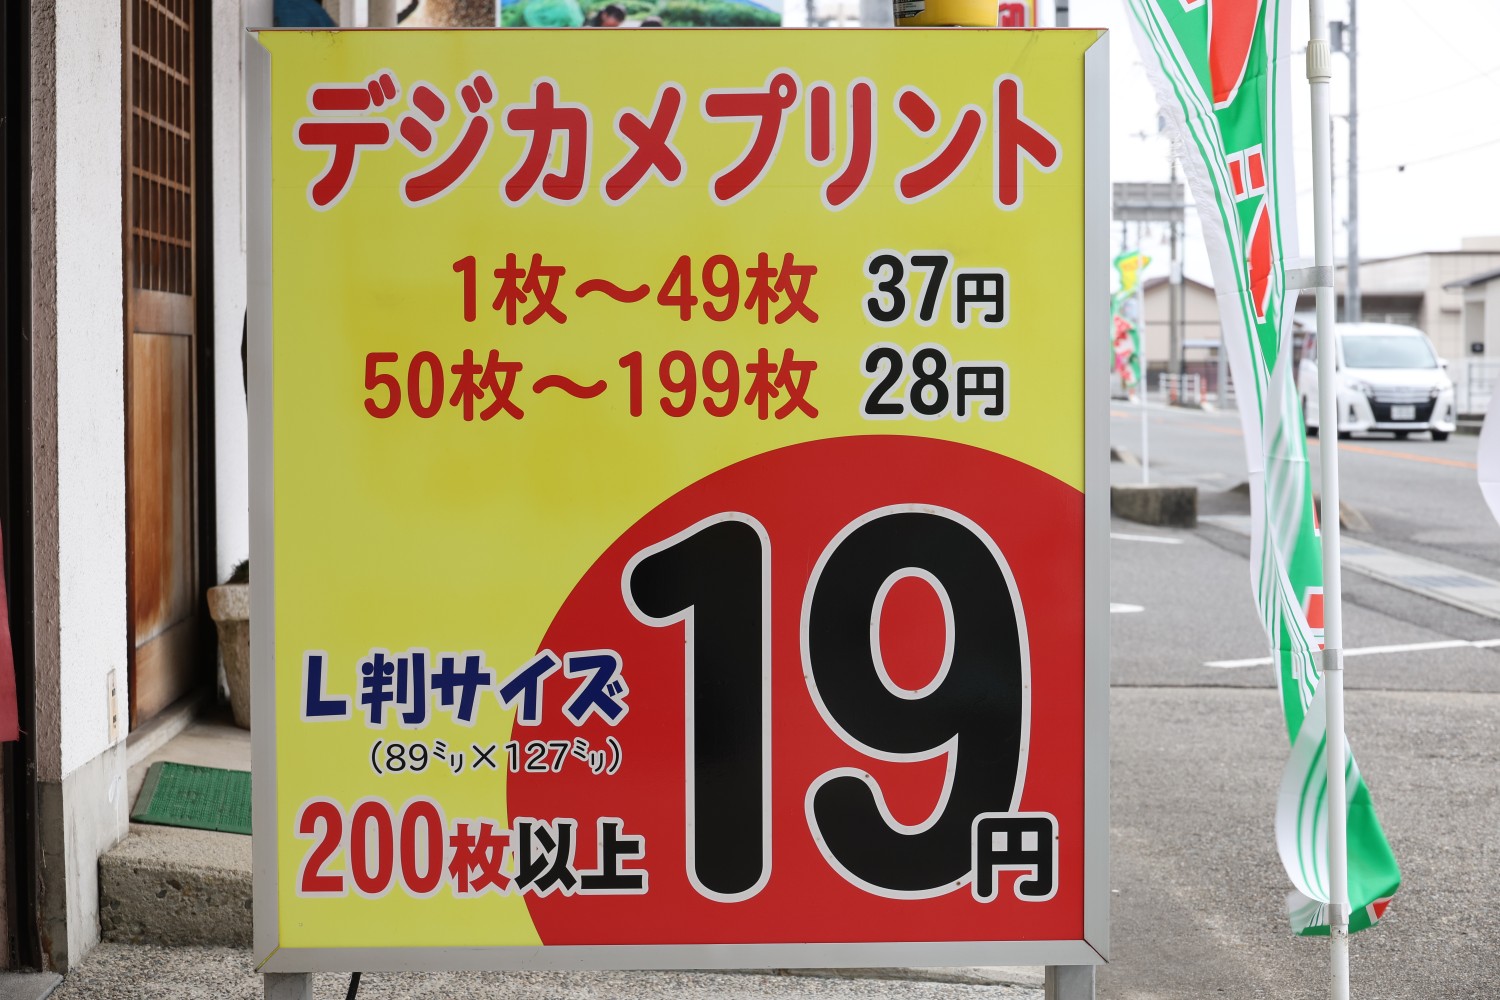 デジカメプリント
1枚～49枚 37円
50枚～199枚 28円
L判サイズ
(89㍉×127㍉)
200枚以上 19円